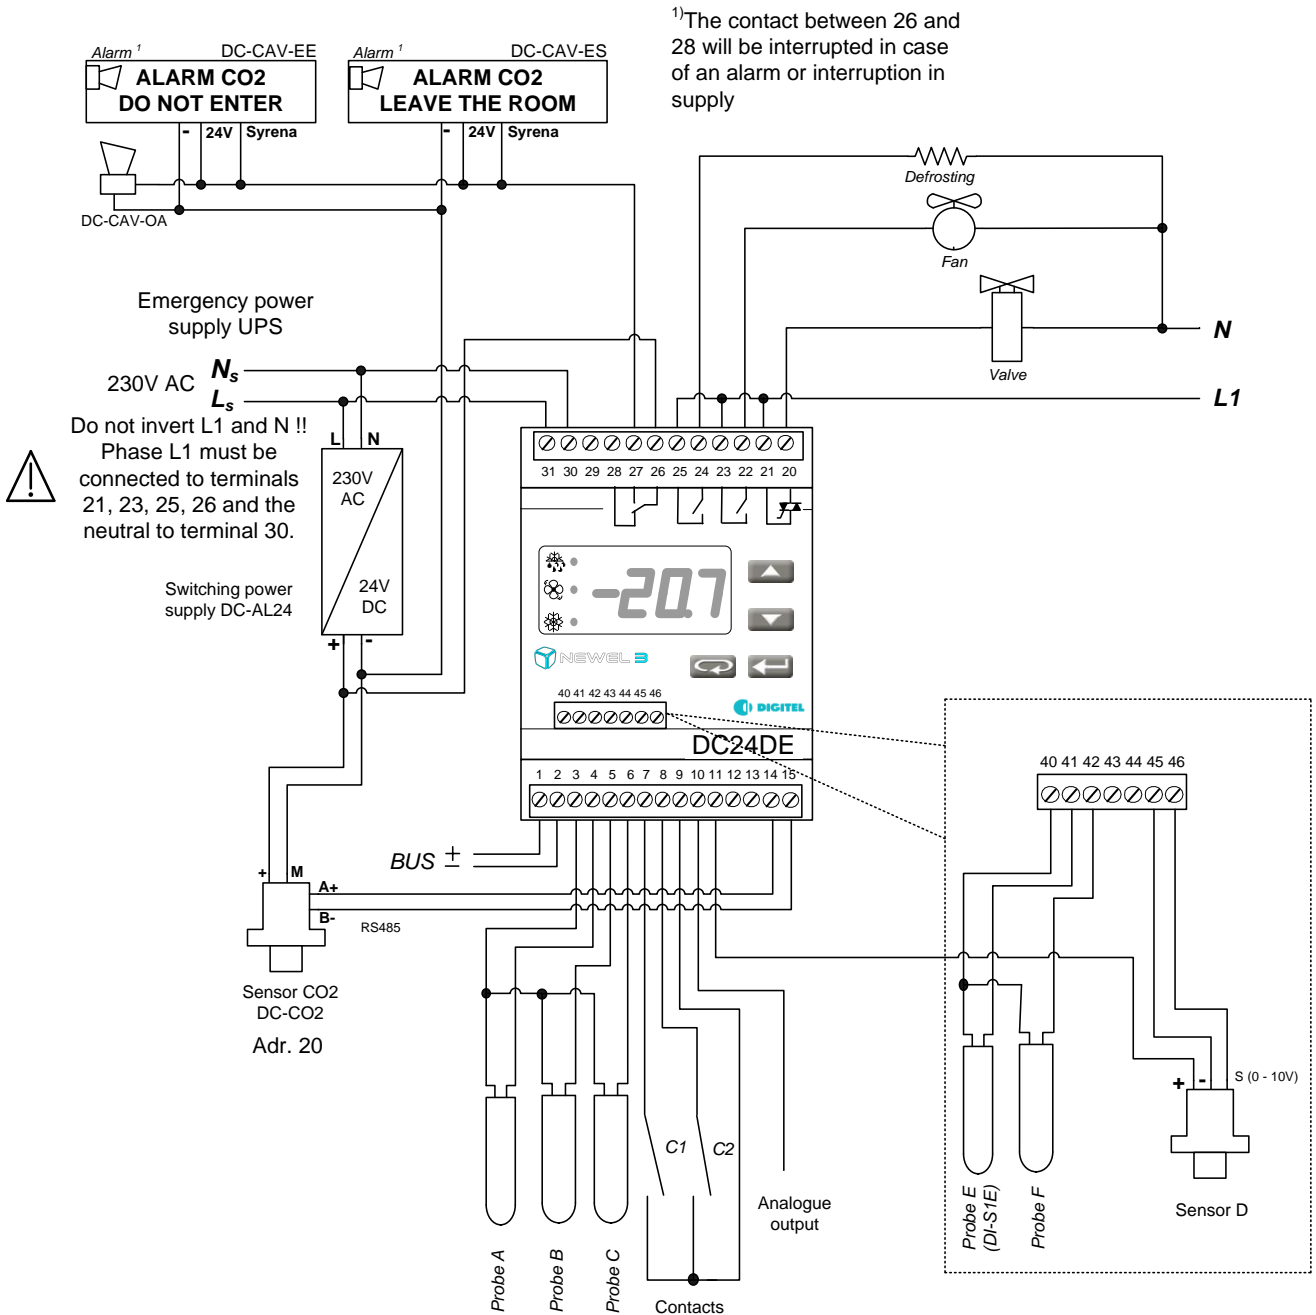 1)The contact between 26 and
28 will be interrupted in case
of an alarm or interruption in
supply
Alarm 1
DC-CAV-EE
ALARM CO2
DO NOT ENTER
- 24V Syrena
Alarm 1
DC-CAV-ES
ALARM CO2
LEAVE THE ROOM
- 24V Syrena
DC-CAV-OA
Defrosting
Fan
Valve
N
L1
Emergency power
supply UPS
230V AC
Ns
Ls
Do not invert L1 and N !!
Phase L1 must be
connected to terminals
21, 23, 25, 26 and the
neutral to terminal 30.
L N
230V
AC
24V
DC
+ -
Switching power
supply DC-AL24
31 30 29 28 27 26 25 24 23 22 21 20
-20.7
NEWEL 3
40 41 42 43 44 45 46
DIGITEL
DC24DE
1 2 3 4 5 6 7 8 9 10 11 12 13 14 15
BUS + -
+ M
A+
B-
RS485
Sensor CO2
DC-CO2
Adr. 20
Probe A
Probe B
Probe C
C1
C2
Contacts
Analogue
output
40 41 42 43 44 45 46
+ -
S (0 - 10V)
Probe E
(DI-S1E)
Probe F
Sensor D